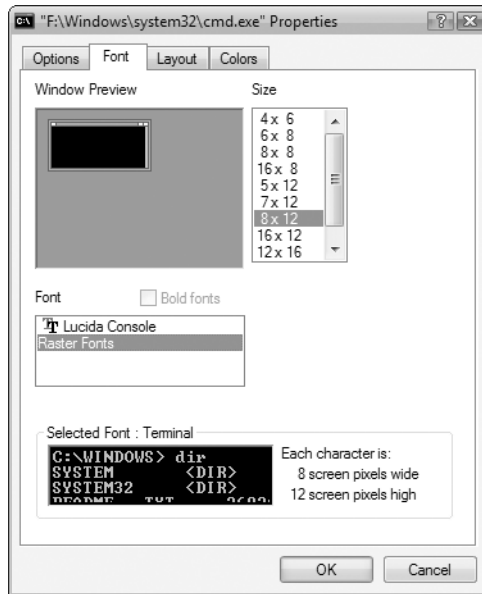 "F:\Windows\system32\cmd.exe" Properties
Options Font Layout Colors
Window Preview
Size
4 x 6
6 x 8
8 x 8
16 x 8
5 x 12
7 x 12
8 x 12
16 x 12
12 x 16
Font
Bold fonts
Lucida Console
Raster Fonts
Selected Font : Terminal
C:\WINDOWS> dir
SYSTEM <DIR>
SYSTEM32 <DIR>
README TXT
Each character is:
8 screen pixels wide
12 screen pixels high
OK Cancel